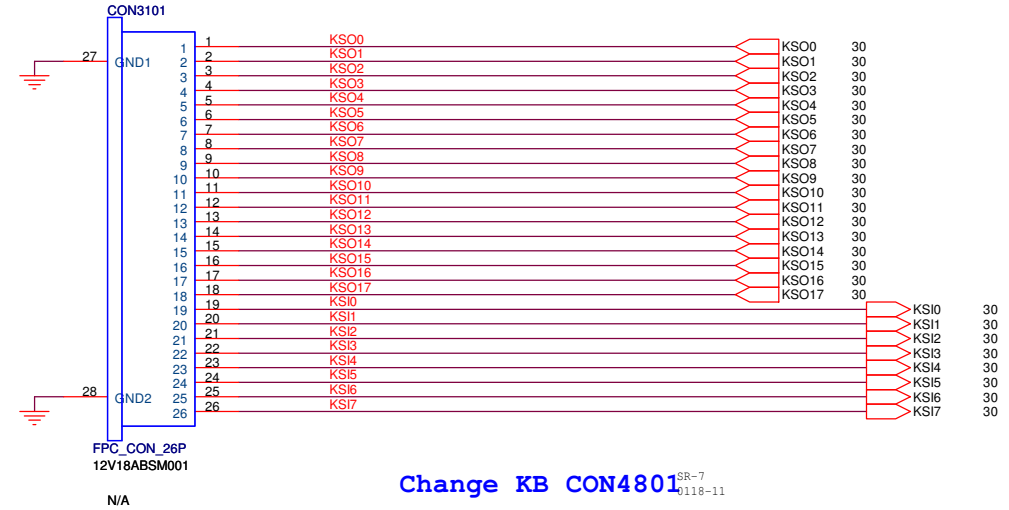 CON3101
27 GND1
1 1 KSO0 KSO0 30
2 2 KSO1 KSO1 30
3 3 KSO2 KSO2 30
4 4 KSO3 KSO3 30
5 5 KSO4 KSO4 30
6 6 KSO5 KSO5 30
7 7 KSO6 KSO6 30
8 8 KSO7 KSO7 30
9 9 KSO8 KSO8 30
10 10 KSO9 KSO9 30
11 11 KSO10 KSO10 30
12 12 KSO11 KSO11 30
13 13 KSO12 KSO12 30
14 14 KSO13 KSO13 30
15 15 KSO14 KSO14 30
16 16 KSO15 KSO15 30
17 17 KSO16 KSO16 30
18 18 KSO17 KSO17 30
19 19 KSI0 KSI0 30
20 20 KSI1 KSI1 30
21 21 KSI2 KSI2 30
22 22 KSI3 KSI3 30
23 23 KSI4 KSI4 30
24 24 KSI5 KSI5 30
25 25 KSI6 KSI6 30
26 26 KSI7 KSI7 30
28 GND2
FPC_CON_26P
12V18ABSM001
N/A
Change KB CON4801
SR-7
0118-11